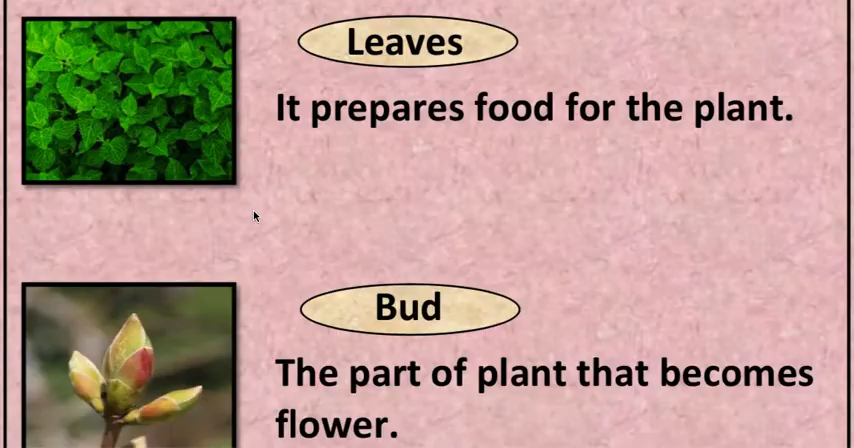 Leaves
It prepares food for the plant.
Bud
The part of plant that becomes
flower.